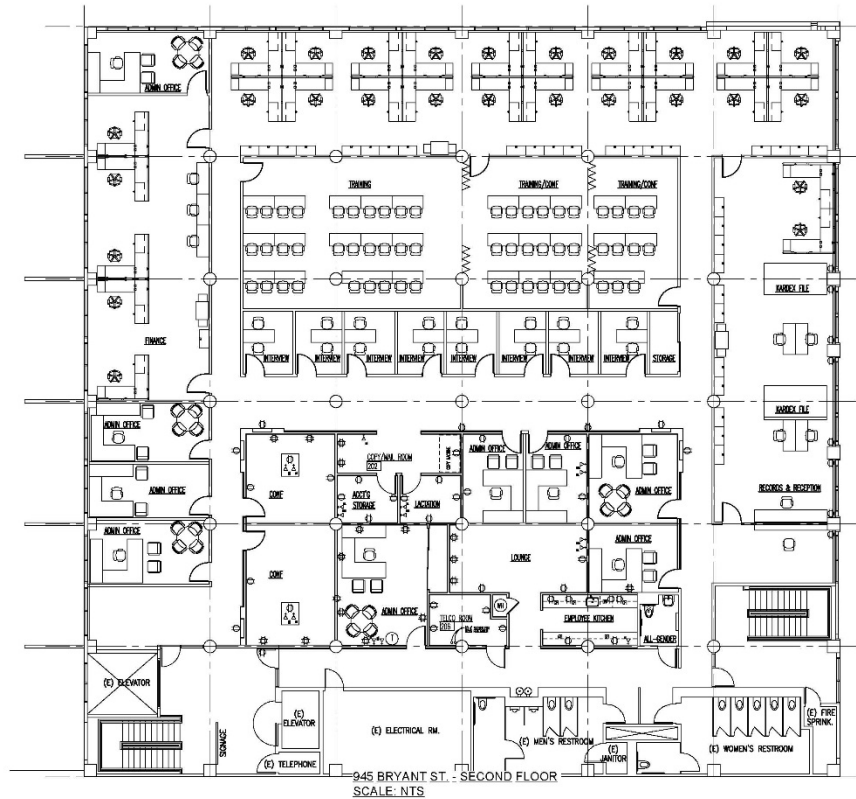 ADMIN OFFICE
TRAINING
TRAINING/CONF
TRAINING/CONF
KARDEX FILE
FINANCE
INTERVIEW
INTERVIEW
INTERVIEW
INTERVIEW
INTERVIEW
INTERVIEW
INTERVIEW
INTERVIEW
STORAGE
KARDEX FILE
ADMIN OFFICE
COPY/MAIL ROOM
202
ADMIN OFFICE
ADMIN OFFICE
ADMIN OFFICE
CONF
ACCT'G
STORAGE
LACTATION
ADMIN OFFICE
RECORDS & RECEPTION
ADMIN OFFICE
ADMIN OFFICE
LOUNGE
CONF
ADMIN OFFICE
TELCO ROOM
206
WH
EMPLOYEE KITCHEN
ALL-GENDER
T
(E) ELEVATOR
(E)
ELEVATOR
(E) ELECTRICAL RM.
(E) MEN'S RESTROOM
(E) WOMEN'S RESTROOM
(E) FIRE
SPRINK.
SIGNAGE
(E) TELEPHONE
(E)
JANITOR
945 BRYANT ST. - SECOND FLOOR
SCALE: NTS